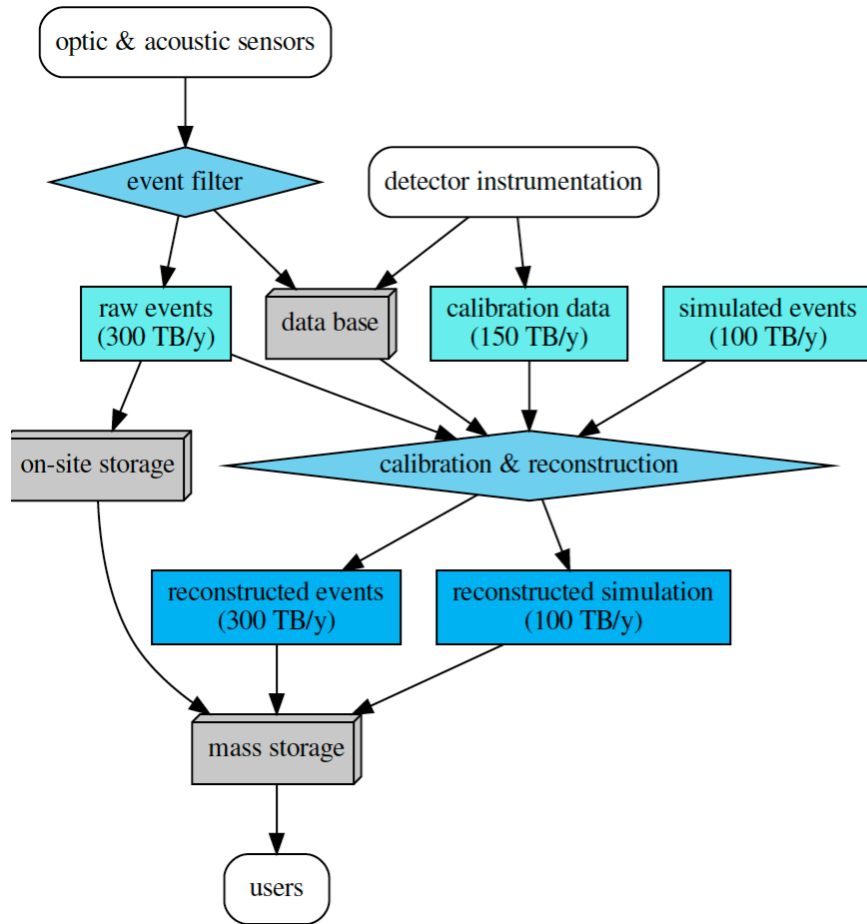 optic & acoustic sensors
event filter
detector instrumentation
raw events
(300 TB/y)
data base
calibration data
(150 TB/y)
simulated events
(100 TB/y)
on-site storage
calibration & reconstruction
reconstructed events
(300 TB/y)
reconstructed simulation
(100 TB/y)
mass storage
users